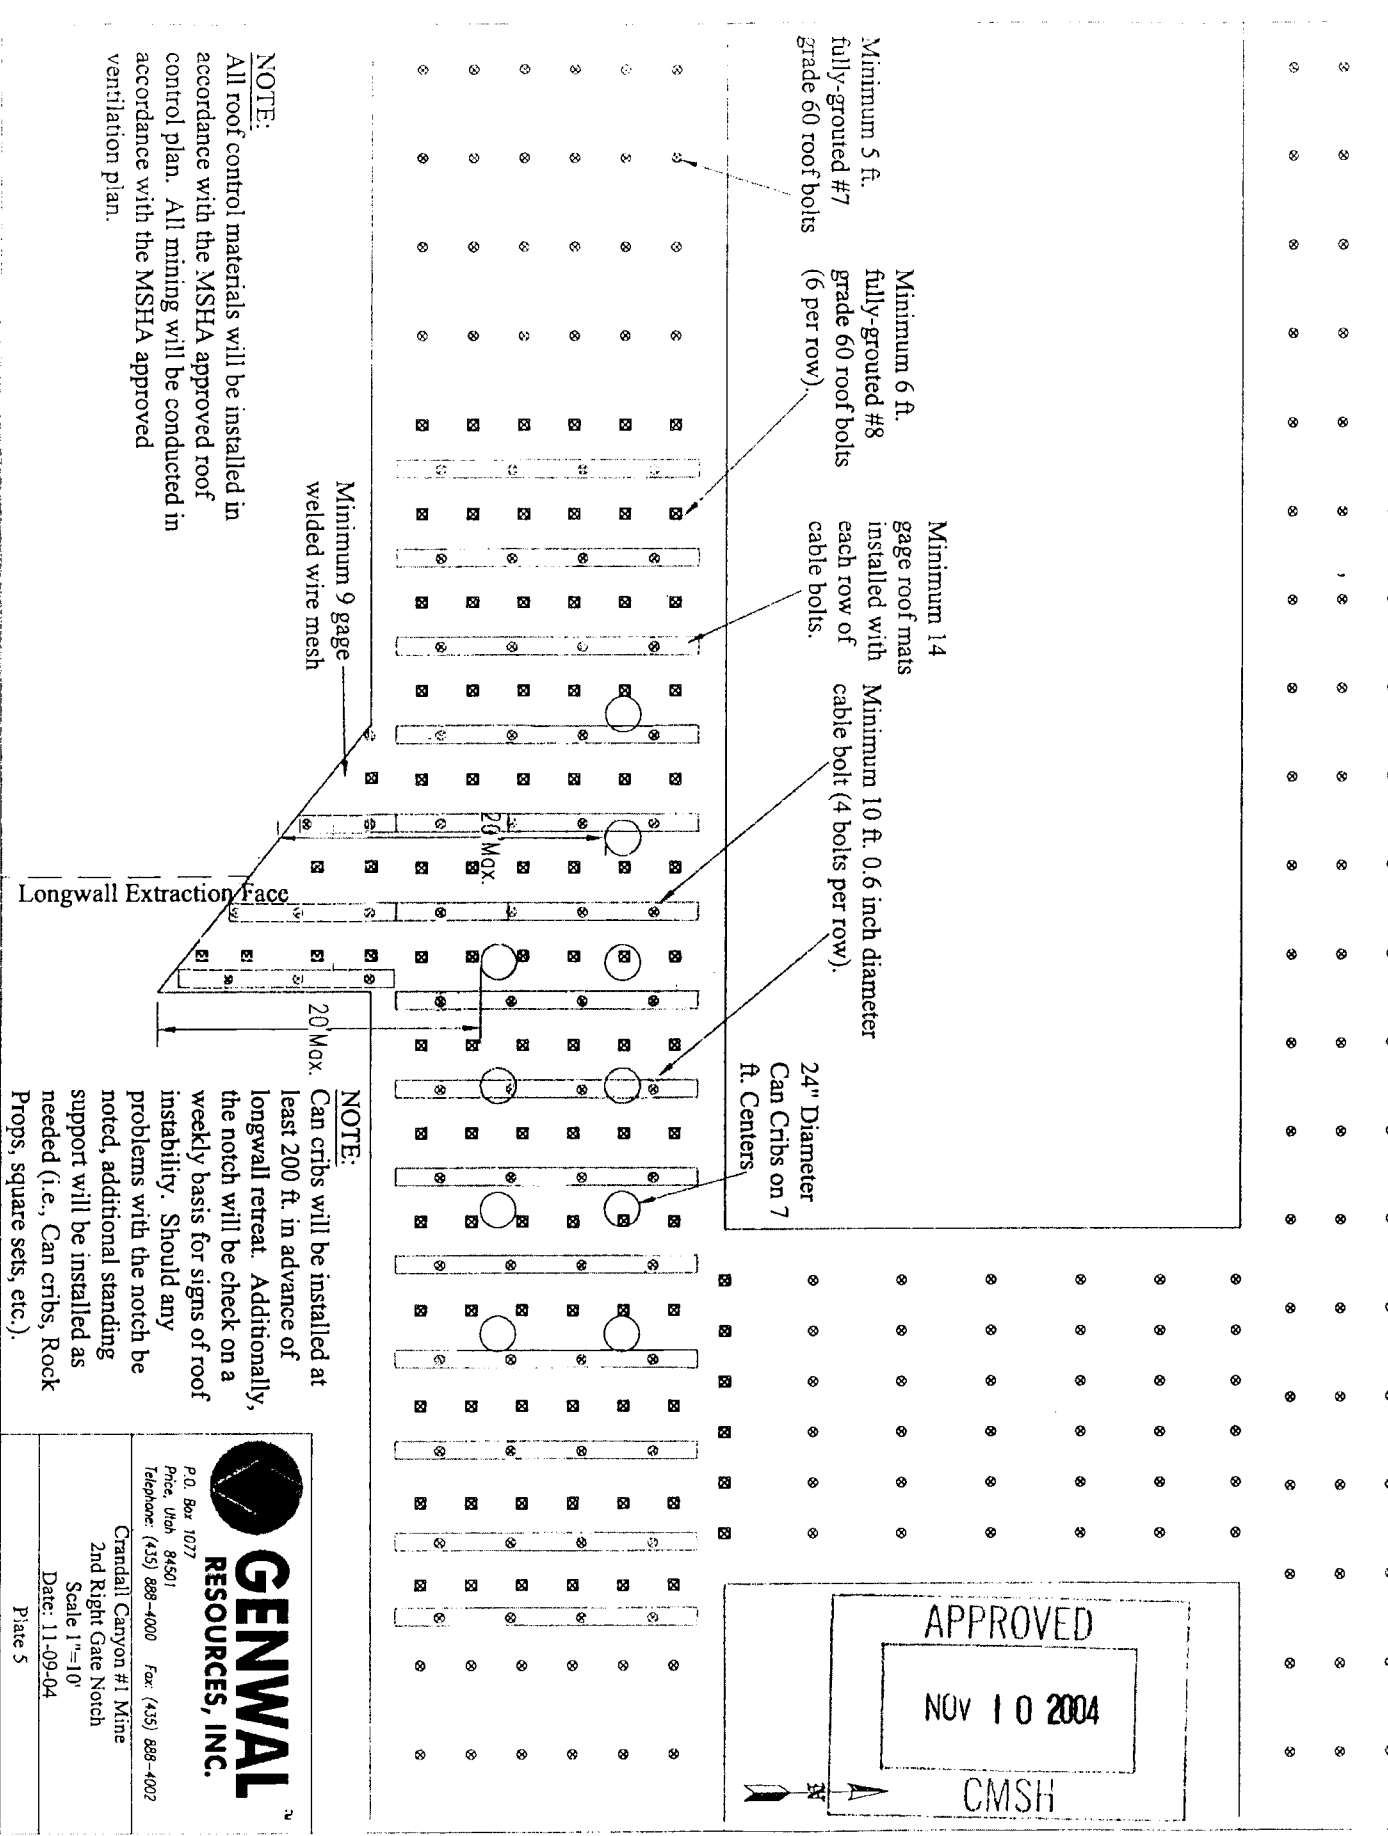 Minimum 5 ft.
fully-grouted #7
grade 60 roof bolts
Minimum 6 ft.
fully-grouted #8
grade 60 roof bolts
(6 per row).
Minimum 14
gage roof mats
installed with
each row of
cable bolts.
Minimum 10 ft. 0.6 inch diameter
cable bolt (4 bolts per row).
24" Diameter
Can Cribs on 7
ft. Centers
NOTE:
All roof control materials will be installed in
accordance with the MSHA approved roof
control plan. All mining will be conducted in
accordance with the MSHA approved
ventilation plan.
Minimum 9 gage
welded wire mesh
20 Max.
Longwall Extraction Face
20 Max.
NOTE:
Can cribs will be installed at
least 200 ft. in advance of
longwall retreat. Additionally,
the notch will be check on a
weekly basis for signs of roof
instability. Should any
problems with the notch be
noted, additional standing
support will be installed as
needed (i.e., Can cribs, Rock
Props, square sets, etc.).
APPROVED
NOV 10 2004
CMSH
N
GENWAL
RESOURCES, INC.
P.O. Box 1077
Price, Utah 84501
Telephone: (435) 888-4000 Fax: (435) 888-4002
Crandall Canyon #1 Mine
2nd Right Gate Notch
Scale 1"=10'
Date: 11-09-04
Plate 5